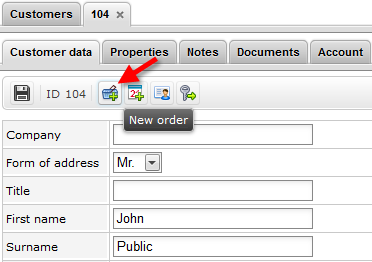 Customers 104
Customer data Properties Notes Documents Account
ID 104
New order
Company
Form of address Mr.
Title
First name John
Surname Public